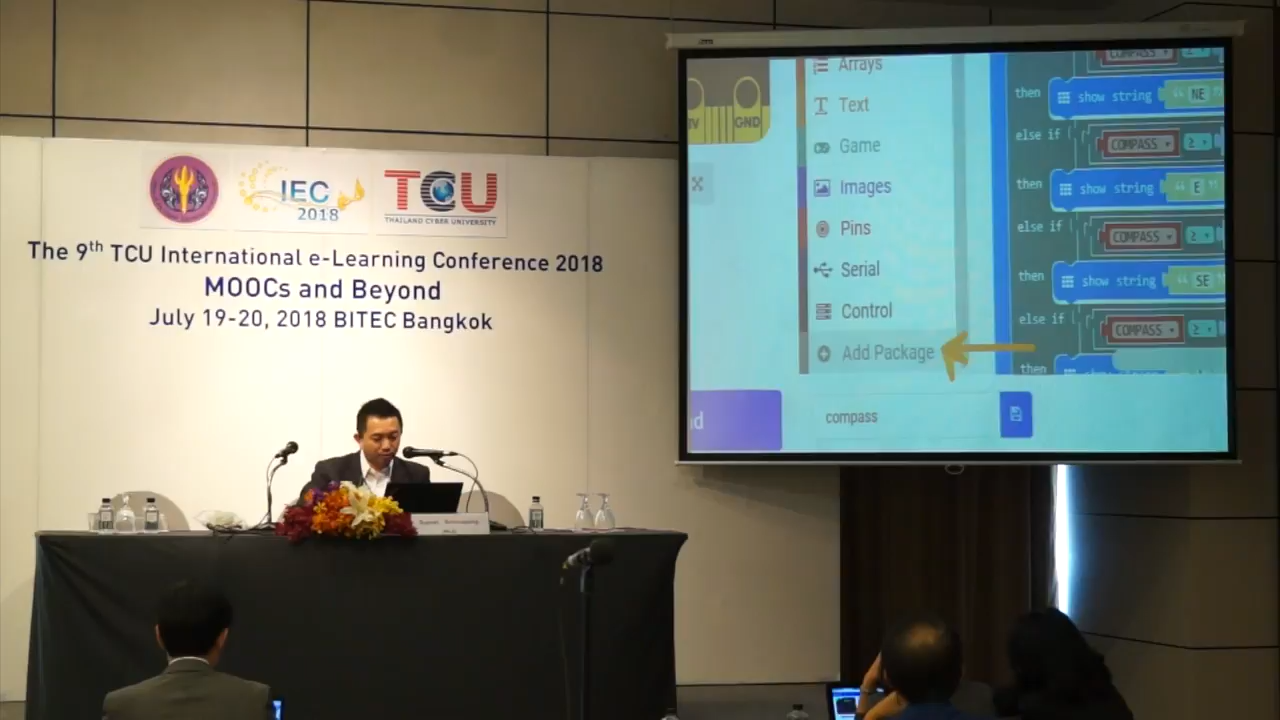 IEC
2018
TCU
THAILAND CYBER UNIVERSITY
The 9th TCU International e-Learning Conference 2018
MOOCs and Beyond
July 19-20, 2018 BITEC Bangkok
GND
Arrays
Text
Game
Images
Pins
Serial
Control
Add Package
compass
COMPASS
then show string " NE "
else if COMPASS ≥
then show string " E "
else if COMPASS ≥
then show string " SE
else if COMPASS ≥
then